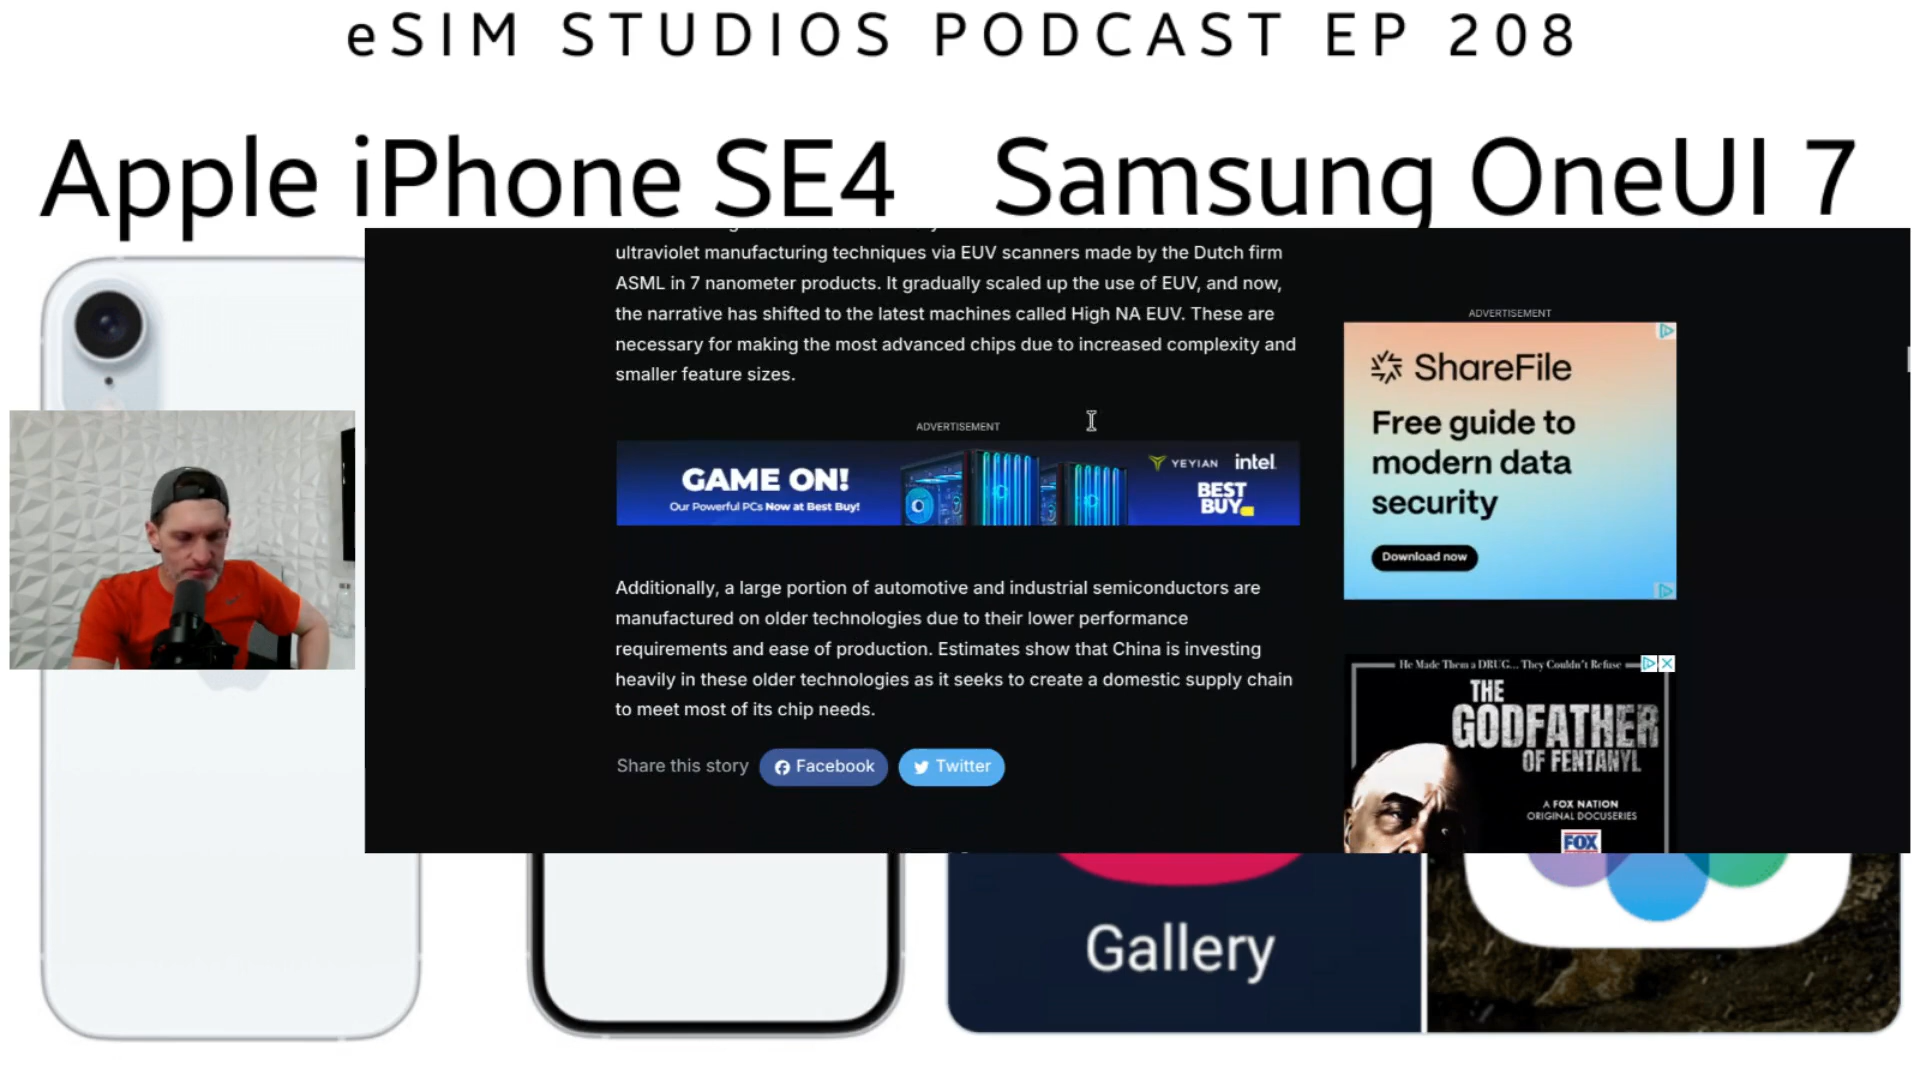 eSIM STUDIOS PODCAST EP 208
Apple iPhone SE4
Samsung OneUI 7
ultraviolet manufacturing techniques via EUV scanners made by the Dutch firm
ASML in 7 nanometer products. It gradually scaled up the use of EUV, and now,
the narrative has shifted to the latest machines called High NA EUV. These are
necessary for making the most advanced chips due to increased complexity and
smaller feature sizes.
ADVERTISEMENT
GAME ON!
Our Powerful PCs Now at Best Buy!
YEYIAN
intel.
BEST
BUY
Additionally, a large portion of automotive and industrial semiconductors are
manufactured on older technologies due to their lower performance
requirements and ease of production. Estimates show that China is investing
heavily in these older technologies as it seeks to create a domestic supply chain
to meet most of its chip needs.
Share this story
Facebook
Twitter
ADVERTISEMENT
ShareFile
Free guide to
modern data
security
Download now
He Made Them a DRUG... They Couldn't Refuse
THE
GODFATHER
OF FENTANYL
A FOX NATION
ORIGINAL DOCUSERIES
FOX
Gallery